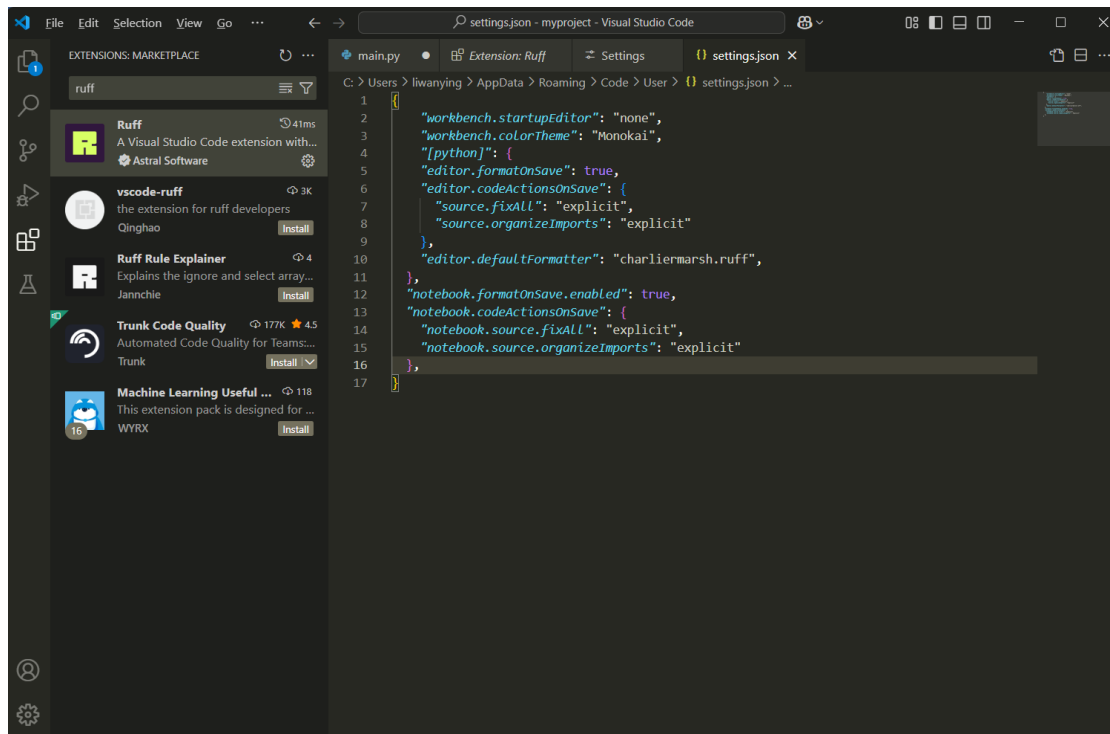 File Edit Selection View Go ··· settings.json - myproject - Visual Studio Code
EXTENSIONS: MARKETPLACE
ruff
Ruff 41ms
A Visual Studio Code extension with...
Astral Software
vscode-ruff 3K
the extension for ruff developers
Qinghao Install
Ruff Rule Explainer 4
Explains the ignore and select array...
Jannchie Install
Trunk Code Quality 177K 4.5
Automated Code Quality for Teams:...
Trunk Install
Machine Learning Useful ... 118
This extension pack is designed for ...
16 WYRX Install
1
main.py Extension: Ruff Settings {} settings.json
C: > Users > liwanying > AppData > Roaming > Code > User > {} settings.json > ...
1 {
2 "workbench.startupEditor": "none",
3 "workbench.colorTheme": "Monokai",
4 "[python]": {
5 "editor.formatOnSave": true,
6 "editor.codeActionsOnSave": {
7 "source.fixAll": "explicit",
8 "source.organizeImports": "explicit"
9 },
10 "editor.defaultFormatter": "charliermarsh.ruff",
11 },
12 "notebook.formatOnSave.enabled": true,
13 "notebook.codeActionsOnSave": {
14 "notebook.source.fixAll": "explicit",
15 "notebook.source.organizeImports": "explicit"
16 },
17 }